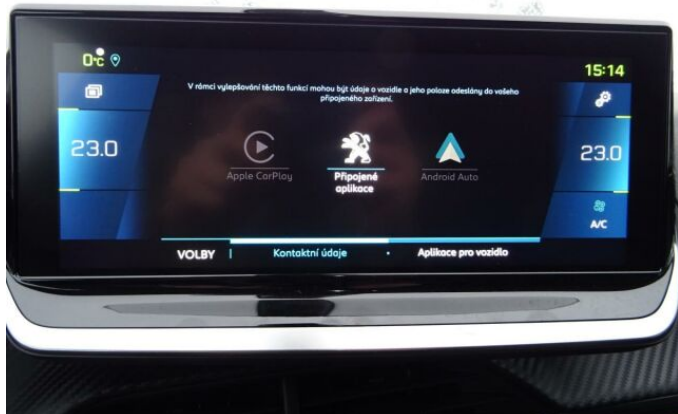 0°C
15:14
V rámci vylepšování těchto funkcí mohou být údaje o vozidle a jeho poloze odeslány do vašeho
připojeného zařízení.
23.0
23.0
Apple CarPlay
Připojené
aplikace
Android Auto
A/C
VOLBY
Kontaktní údaje
Aplikace pro vozidlo